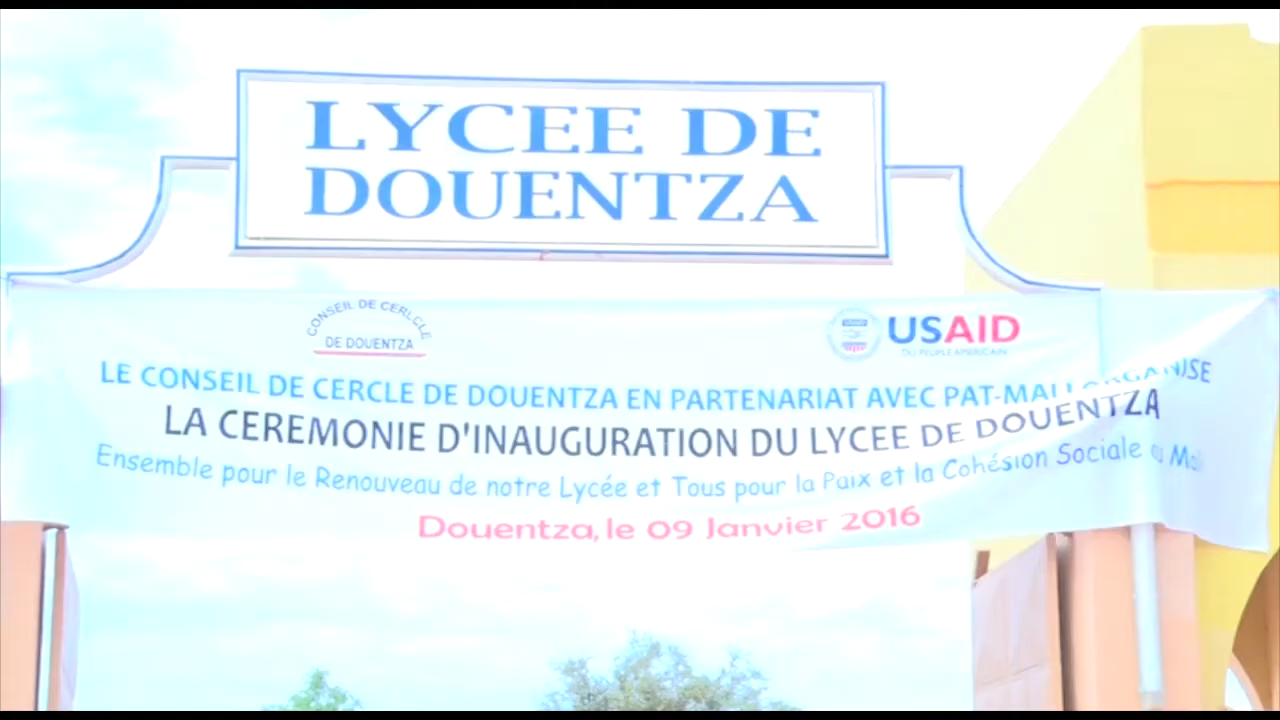 LYCEE DE
DOUENTZA
CONSEIL DE CERLCLE
DE DOUENTZA
USAID
DU PEUPLE AMERICAIN
LE CONSEIL DE CERCLE DE DOUENTZA EN PARTENARIAT AVEC PAT-MALI ORGANISE
LA CEREMONIE D'INAUGURATION DU LYCEE DE DOUENTZA
Ensemble pour le Renouveau de notre Lycée et Tous pour la Paix et la Cohésion Sociale au Mali
Douentza, le 09 Janvier 2016